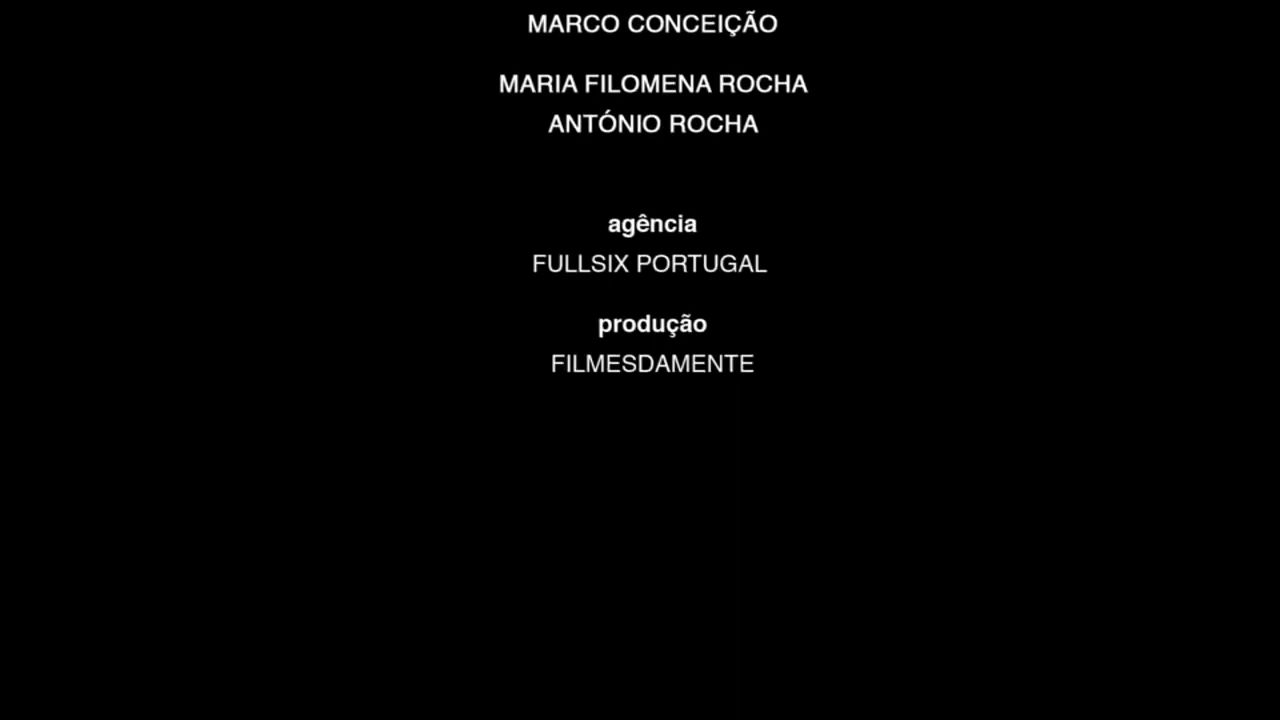 MARCO CONCEIÇÃO
MARIA FILOMENA ROCHA
ANTÓNIO ROCHA
agência
FULLSIX PORTUGAL
produção
FILMESDAMENTE